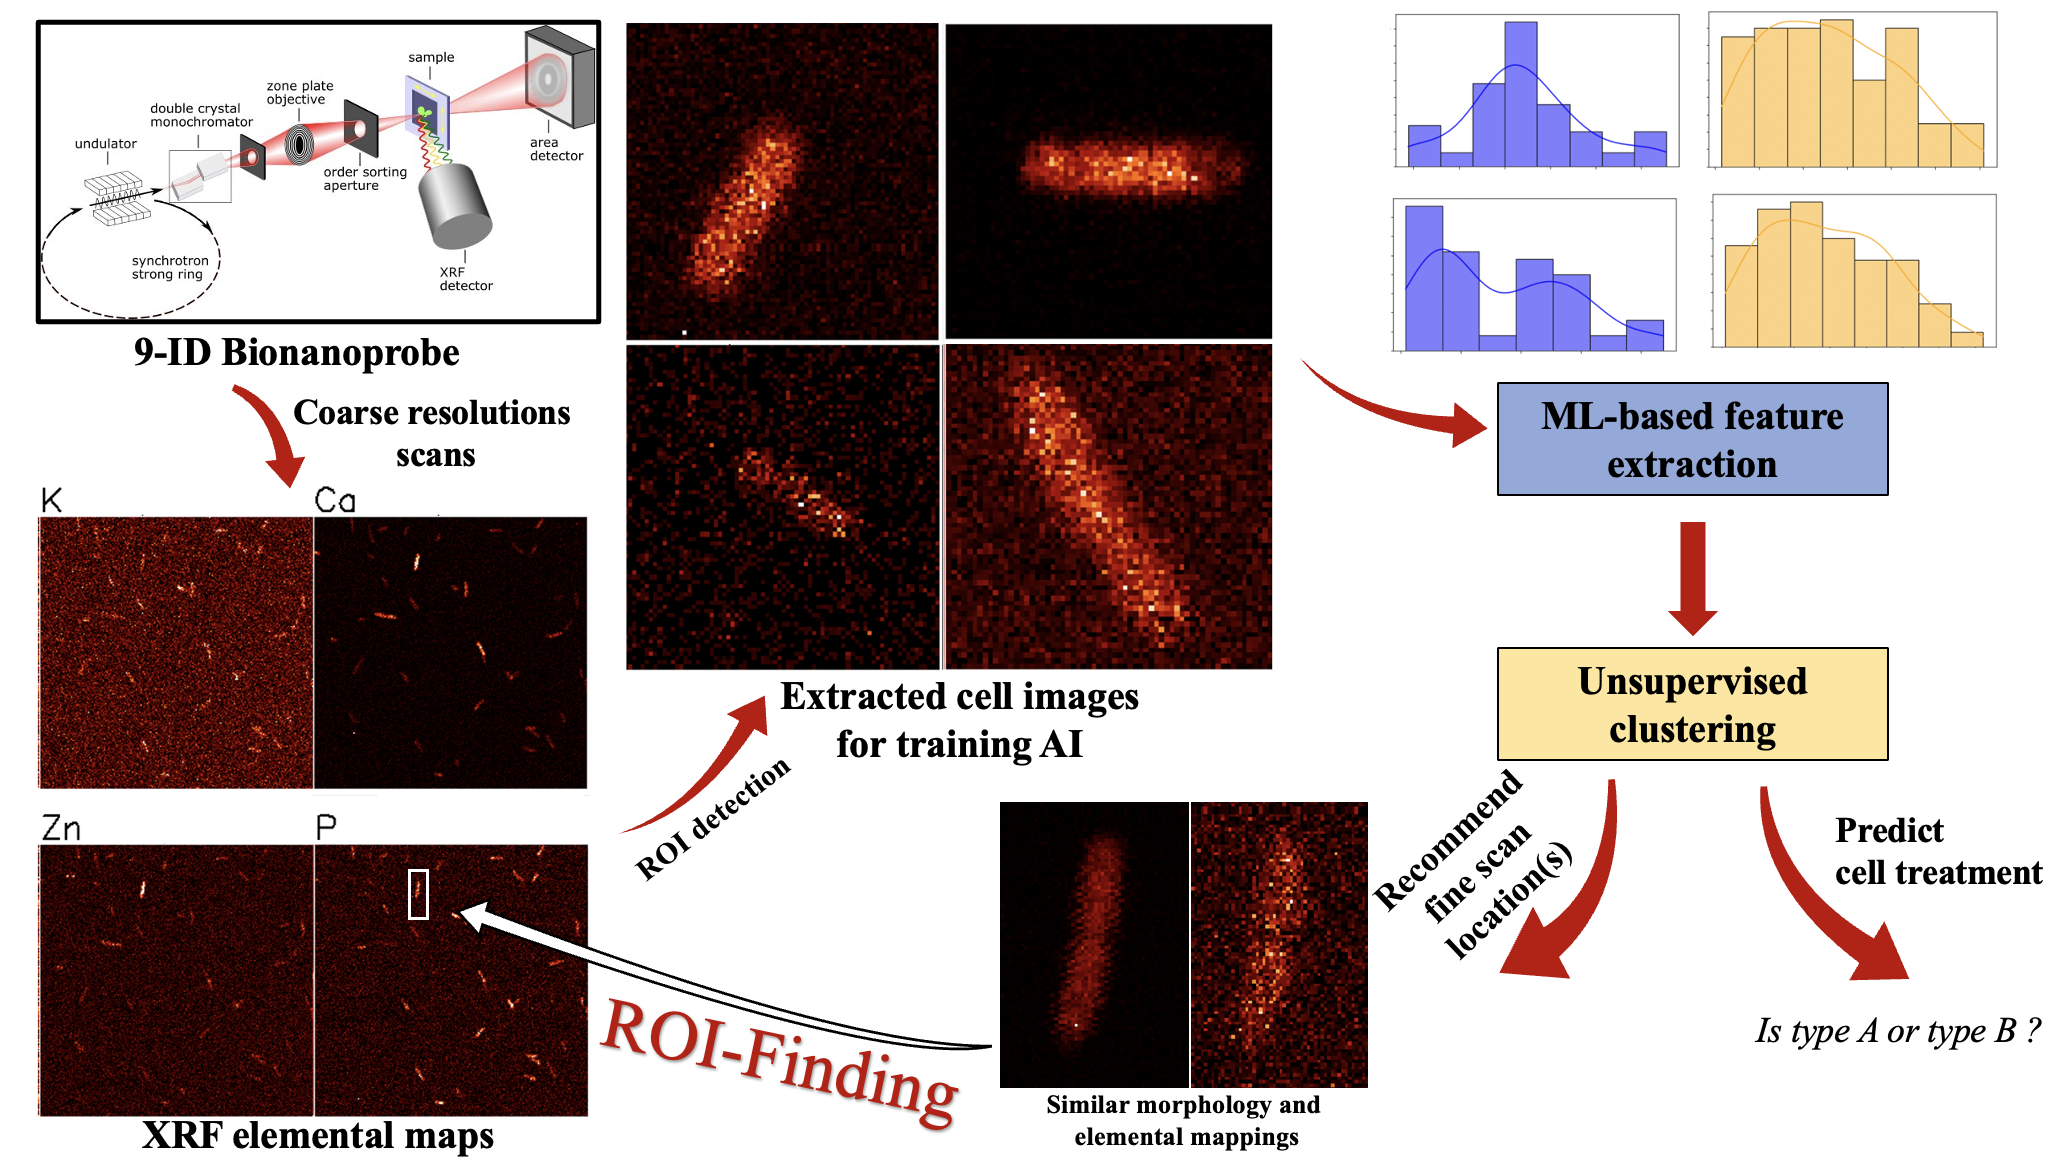 sample
zone plate
objective
double crystal
monochromator
undulator
order sorting
aperture
area
detector
synchrotron
strong ring
XRF
detector
9-ID Bionanoprobe
Coarse resolutions
scans
K
Ca
Zn
P
XRF elemental maps
ROI detection
Extracted cell images
for training AI
ML-based feature
extraction
Unsupervised
clustering
Recommend
fine scan
location(s)
Predict
cell treatment
Is type A or type B ?
Similar morphology and
elemental mappings
ROI-Finding